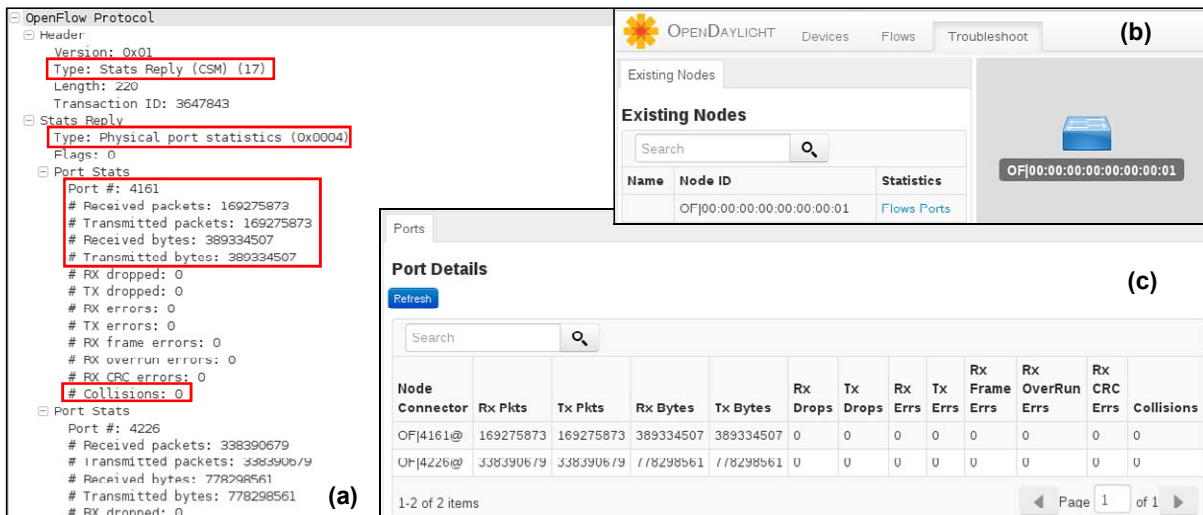 OpenFlow Protocol
Header
Version: 0x01
Type: Stats Reply (CSM) (17)
Length: 220
Transaction ID: 3647843
Stats Reply
Type: Physical port statistics (0x0004)
Flags: 0
Port Stats
Port #: 4161
# Received packets: 169275873
# Transmitted packets: 169275873
# Received bytes: 389334507
# Transmitted bytes: 389334507
# RX dropped: 0
# TX dropped: 0
# RX errors: 0
# TX errors: 0
# RX frame errors: 0
# RX overrun errors: 0
# RX CRC errors: 0
# Collisions: 0
Port Stats
Port #: 4226
# Received packets: 338390679
# Transmitted packets: 338390679
# Received bytes: 778298561
# Transmitted bytes: 778298561
# RX dropped: 0
(a)
OPENDAYLIGHT Devices Flows Troubleshoot
(b)
Existing Nodes
Existing Nodes
Search
Name Node ID Statistics
OF|00:00:00:00:00:00:00:01 Flows Ports
OF|00:00:00:00:00:00:00:01
Ports
Port Details
(c)
Refresh
Search
Node Connector Rx Pkts Tx Pkts Rx Bytes Tx Bytes Rx Drops Tx Drops Rx Errs Tx Errs Rx Frame Errs Rx OverRun Errs Rx CRC Errs Collisions
OF|4161@ 169275873 169275873 389334507 389334507 0 0 0 0 0 0 0 0
OF|4226@ 338390679 338390679 778298561 778298561 0 0 0 0 0 0 0 0
1-2 of 2 items
Page 1 of 1